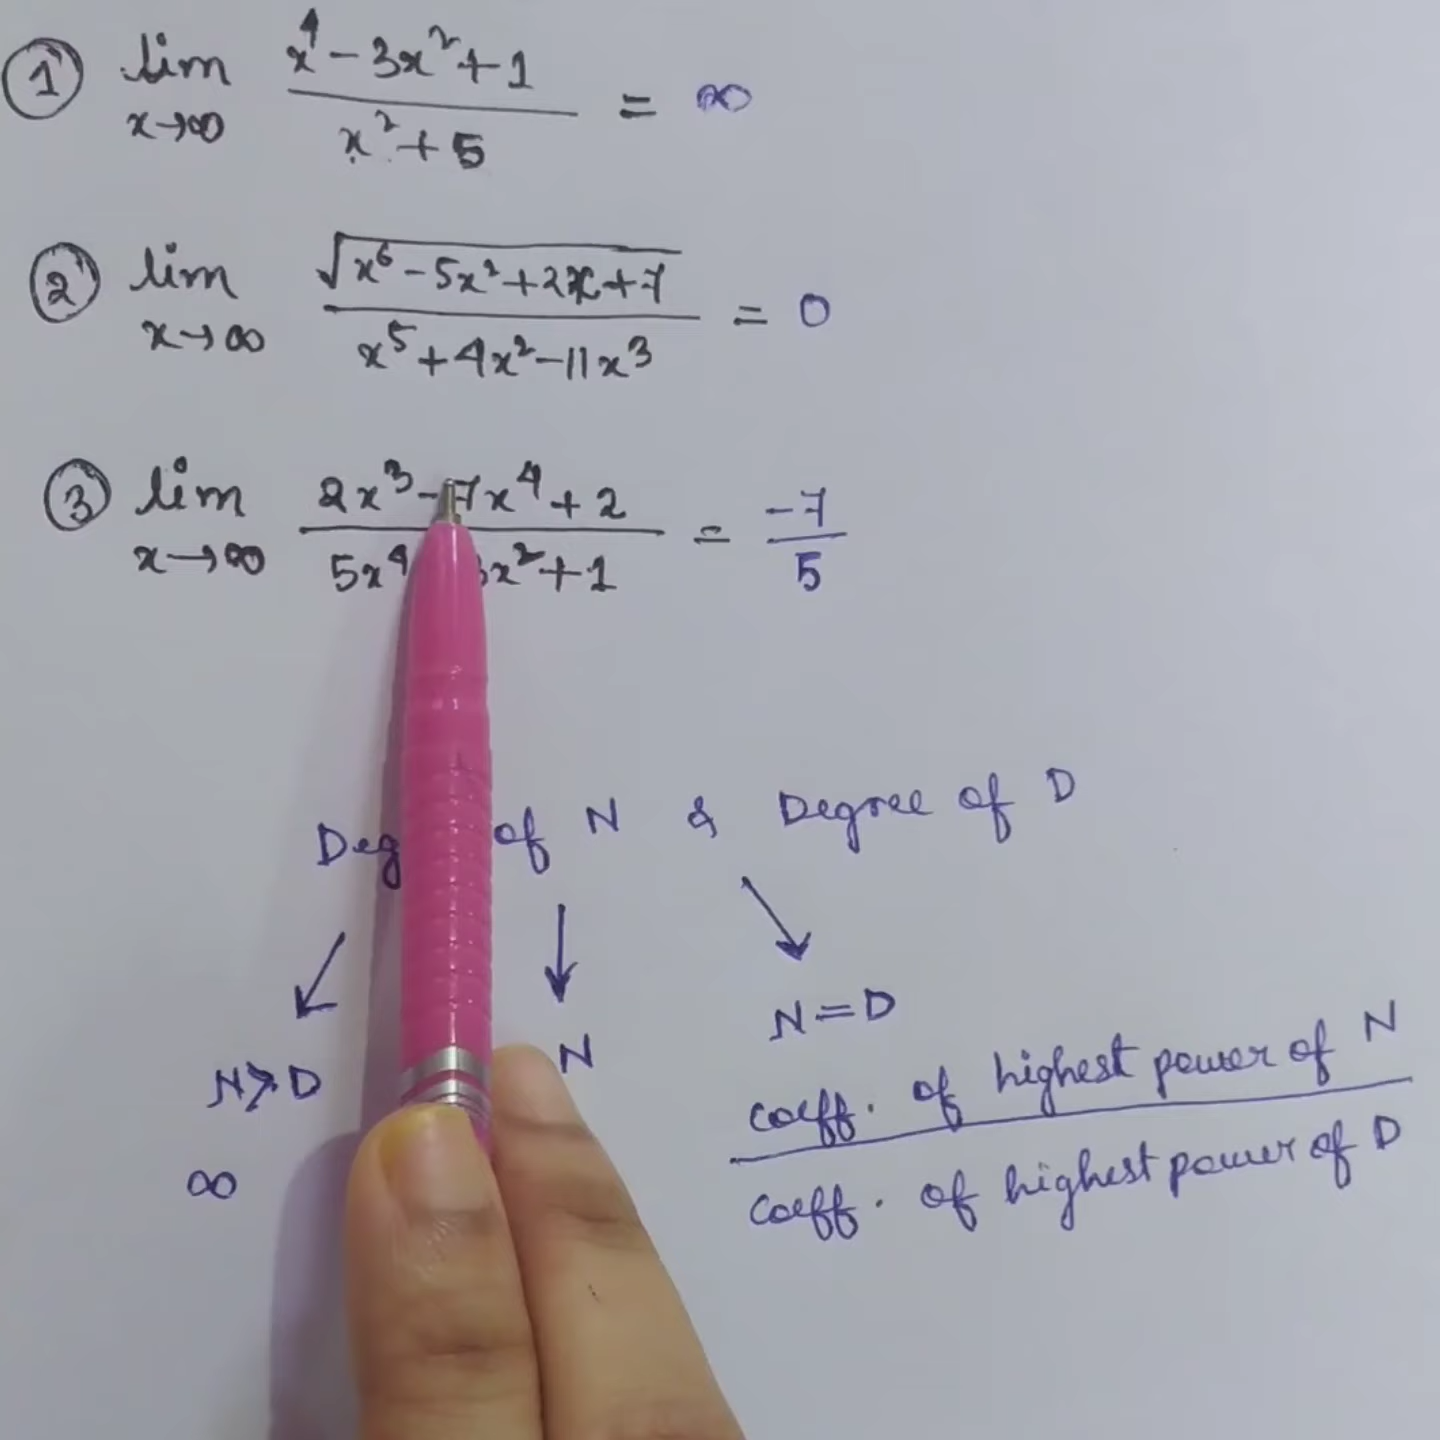 ① lim x→∞ (x⁴ - 3x² + 1) / (x² + 5) = ∞
② lim x→∞ √(x⁶ - 5x² + 2x + 7) / (x⁵ + 4x² - 11x³) = 0
③ lim x→∞ (2x³ - 7x⁴ + 2) / (5x⁴ x² + 1) = -7/5
of N & Degree of D
N > D
N
N = D
∞
coeff. of highest power of N
coeff. of highest power of D